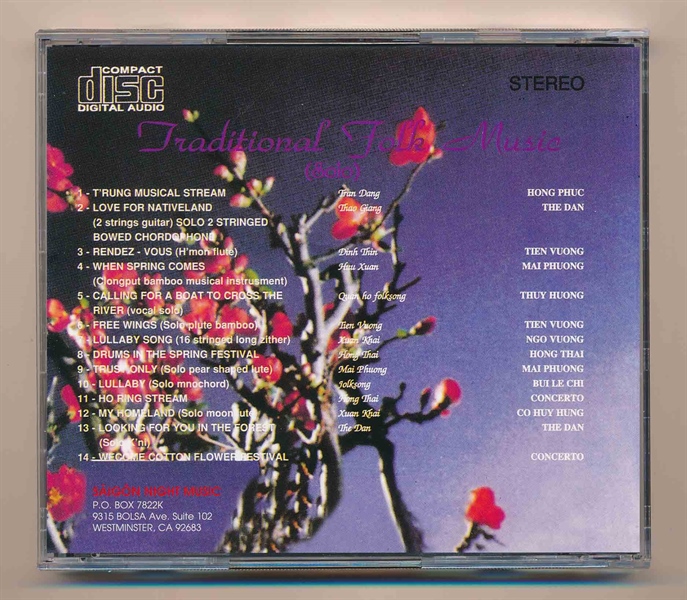 COMPACT
disc
DIGITAL AUDIO
STEREO
Traditional Folk Music
(Solo)
1 - T'RUNG MUSICAL STREAM Tran Dang HONG PHUC
2 - LOVE FOR NATIVELAND Thao Giang THE DAN
(2 strings guitar) SOLO 2 STRINGED
BOWED CHORDOPHONE
3 - RENDEZ - VOUS (H'mon flute) Dinh Thin TIEN VUONG
4 - WHEN SPRING COMES Huu Xuan MAI PHUONG
(Clongput bamboo musical instrusment)
5 - CALLING FOR A BOAT TO CROSS THE Quan ho folksong THUY HUONG
RIVER (vocal solo)
6 - FREE WINGS (Solo plute bamboo) Tien Vuong TIEN VUONG
7 - LULLABY SONG (16 stringed long zither) Xuan Khai NGO VUONG
8 - DRUMS IN THE SPRING FESTIVAL Hong Thai HONG THAI
9 - TRUST ONLY (Solo pear shaped lute) Mai Phuong MAI PHUONG
10 - LULLABY (Solo mnochord) Jolksong BUI LE CHI
11 - HO RING STREAM Hong Thai CONCERTO
12 - MY HOMELAND (Solo moonlute) Xuan Khai CO HUY HUNG
13 - LOOKING FOR YOU IN THE FOREST The Dan THE DAN
(Solo K'ni)
14 - WECOME COTTON FLOWER FESTIVAL CONCERTO
SAIGON NIGHT MUSIC
P.O. BOX 7822K
9315 BOLSA Ave. Suite 102
WESTMINSTER, CA 92683